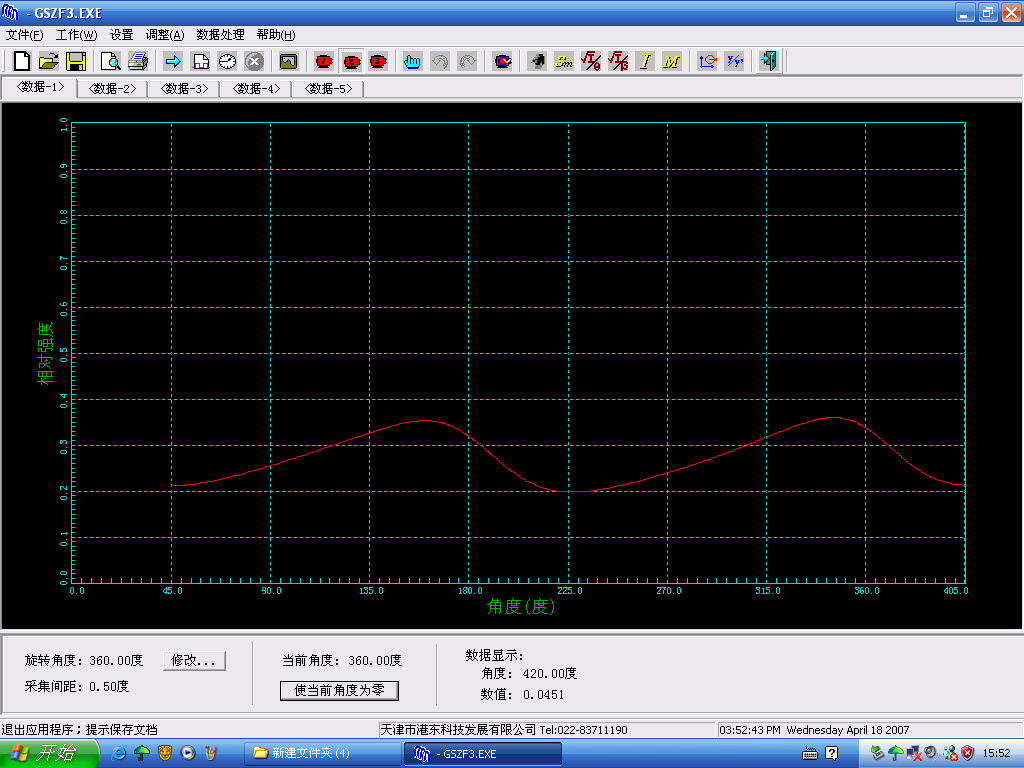 - GSZF3.EXE
文件(F) 工作(W) 设置 调整(A) 数据处理 帮助(H)
Sm √I/θ √I/S I M
<数据-1> <数据-2> <数据-3> <数据-4> <数据-5>
相对强度
1.0
0.9
0.8
0.7
0.6
0.5
0.4
0.3
0.2
0.1
0.0
0.0 45.0 90.0 135.0 180.0 225.0 270.0 315.0 360.0 405.0
角度(度)
旋转角度: 360.00度 修改...
采集间距: 0.50度
当前角度: 360.00度
使当前角度为零
数据显示:
角度: 420.00度
数值: 0.0451
退出应用程序；提示保存文档 天津市港东科技发展有限公司 Tel:022-83711190 03:52:43 PM Wednesday April 18 2007
开始 新建文件夹 (4) - GSZF3.EXE 15:52